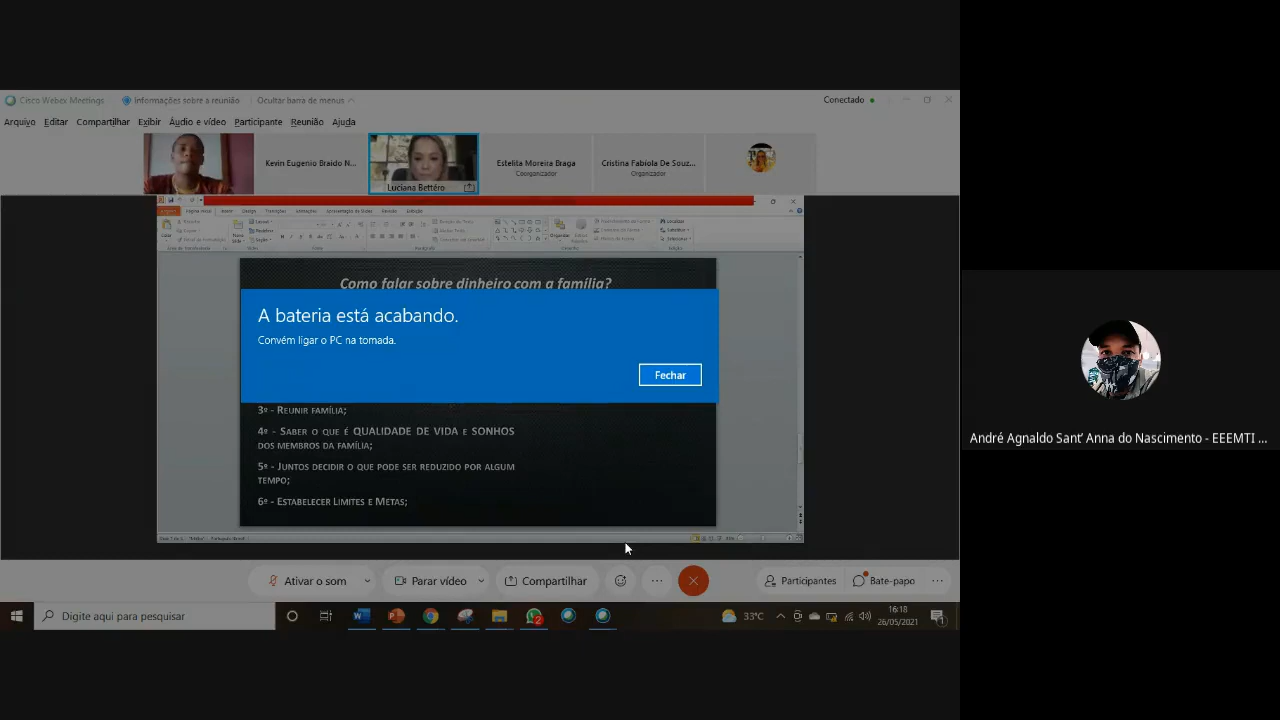 Cisco Webex Meetings
Informações sobre a reunião
Ocultar barra de menus
Conectado
Arquivo Editar Compartilhar Exibir Áudio e vídeo Participante Reunião Ajuda
Kevin Eugenio Braido N...
Luciana Bettéro
Estelita Moreira Braga
Coorganizador
Cristina Fabiola De Souz...
Organizador
Como falar sobre dinheiro com a família?
A bateria está acabando.
Convém ligar o PC na tomada.
Fechar
3º - Reunir família;
4º - Saber o que é QUALIDADE DE VIDA e SONHOS
dos membros da família;
5º - Juntos decidir o que pode ser reduzido por algum
tempo;
6º - Estabelecer Limites e Metas;
André Agnaldo Sant’ Anna do Nascimento - EEEMTI ...
Ativar o som
Parar vídeo
Compartilhar
Participantes
Bate-papo
Digite aqui para pesquisar
2
33°C
16:18
26/05/2021
1